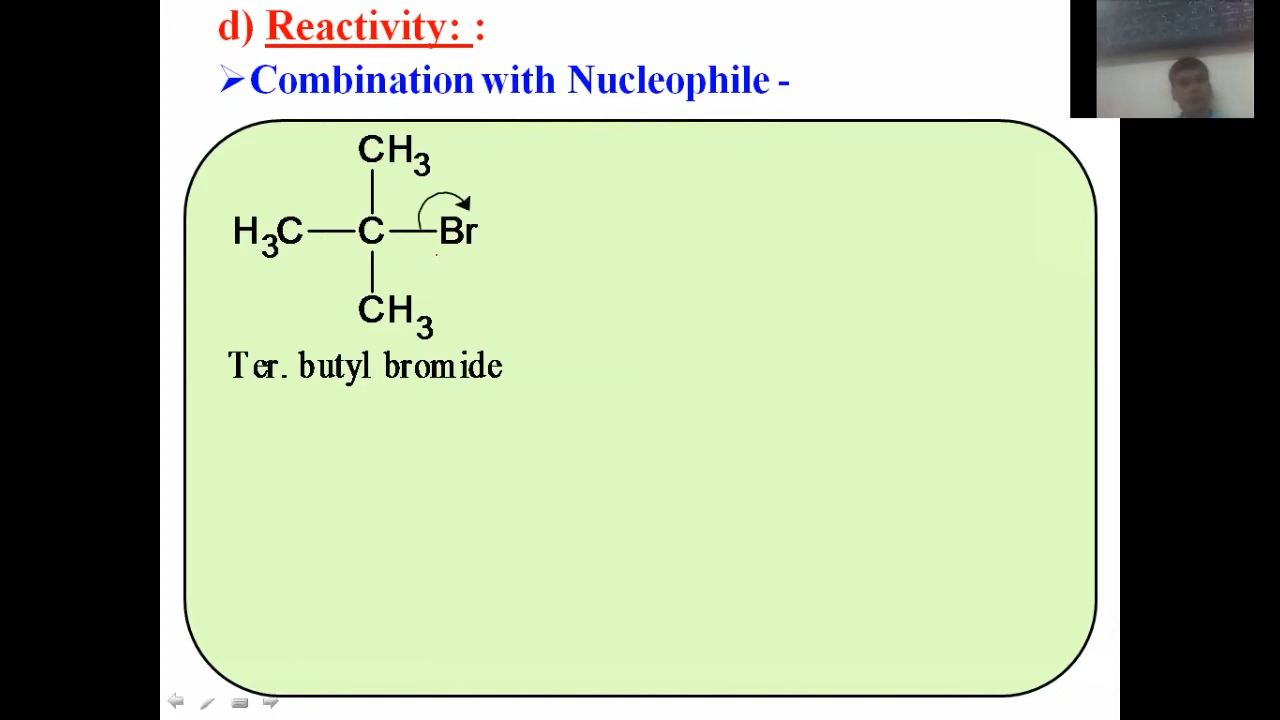 d) Reactivity: :
➢Combination with Nucleophile -
CH3
H3C—C—Br
CH3
Ter. butyl bromide